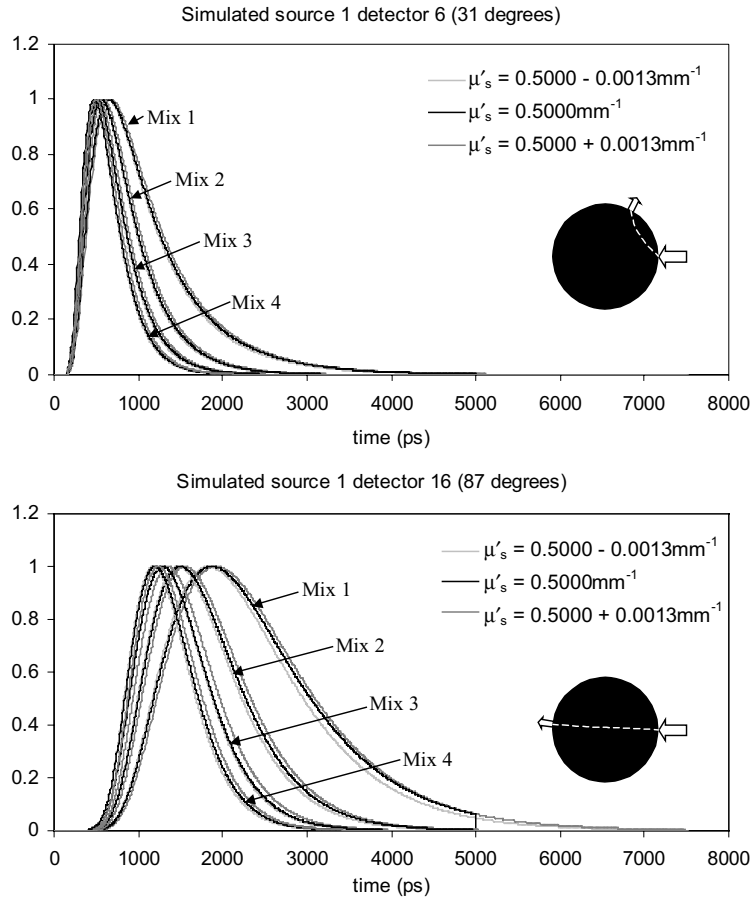 Simulated source 1 detector 6 (31 degrees)
1.2
1
0.8
0.6
0.4
0.2
0
0 1000 2000 3000 4000 5000 6000 7000 8000
time (ps)
μ′s = 0.5000 - 0.0013mm⁻¹
μ′s = 0.5000mm⁻¹
μ′s = 0.5000 + 0.0013mm⁻¹
Mix 1
Mix 2
Mix 3
Mix 4
Simulated source 1 detector 16 (87 degrees)
1.2
1
0.8
0.6
0.4
0.2
0
0 1000 2000 3000 4000 5000 6000 7000 8000
time (ps)
μ′s = 0.5000 - 0.0013mm⁻¹
μ′s = 0.5000mm⁻¹
μ′s = 0.5000 + 0.0013mm⁻¹
Mix 1
Mix 2
Mix 3
Mix 4